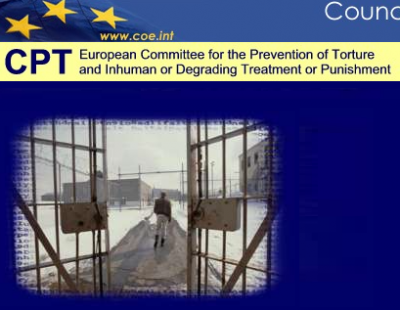 Counc
www.coe.int
CPT European Committee for the Prevention of Torture
and Inhuman or Degrading Treatment or Punishment